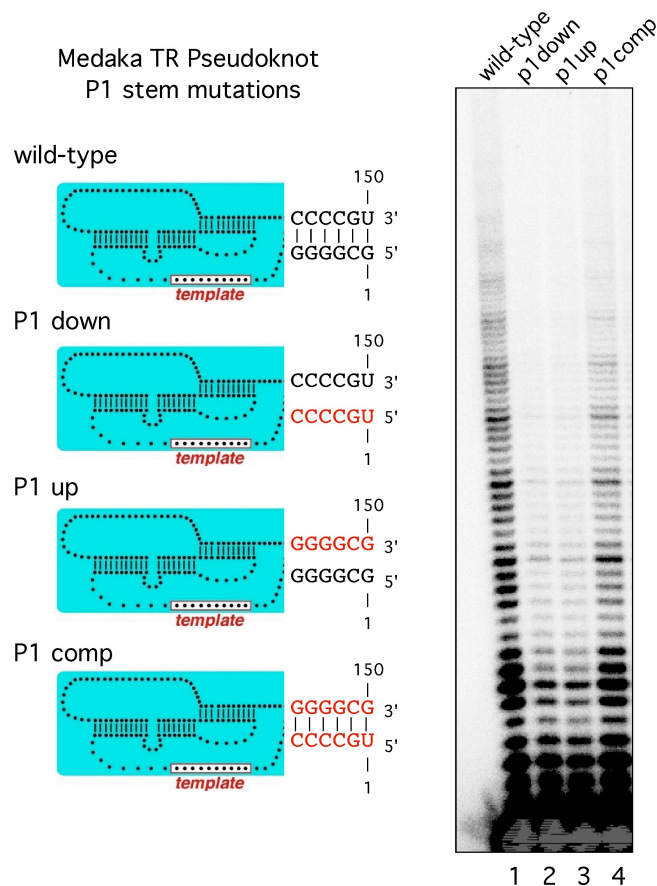 Medaka TR Pseudoknot
P1 stem mutations
wild-type
p1down
p1up
p1comp
wild-type
150
CCCCGU 3'
GGGGCG 5'
1
template
P1 down
150
CCCCGU 3'
CCCCGU 5'
1
template
P1 up
150
GGGGCG 3'
GGGGCG 5'
1
template
P1 comp
150
GGGGCG 3'
CCCCGU 5'
1
template
1 2 3 4